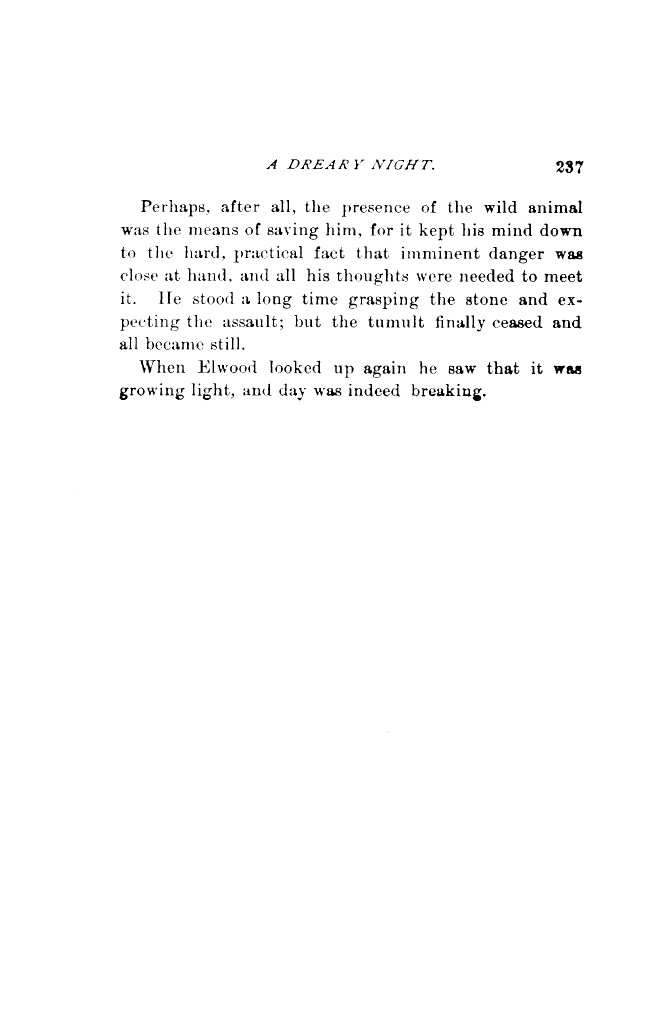 A DREARY NIGHT. 237
Perhaps, after all, the presence of the wild animal
was the means of saving him, for it kept his mind down
to the hard, practical fact that imminent danger was
close at hand, and all his thoughts were needed to meet
it. He stood a long time grasping the stone and ex-
pecting the assault; but the tumult finally ceased and
all became still.
When Elwood looked up again he saw that it was
growing light, and day was indeed breaking.